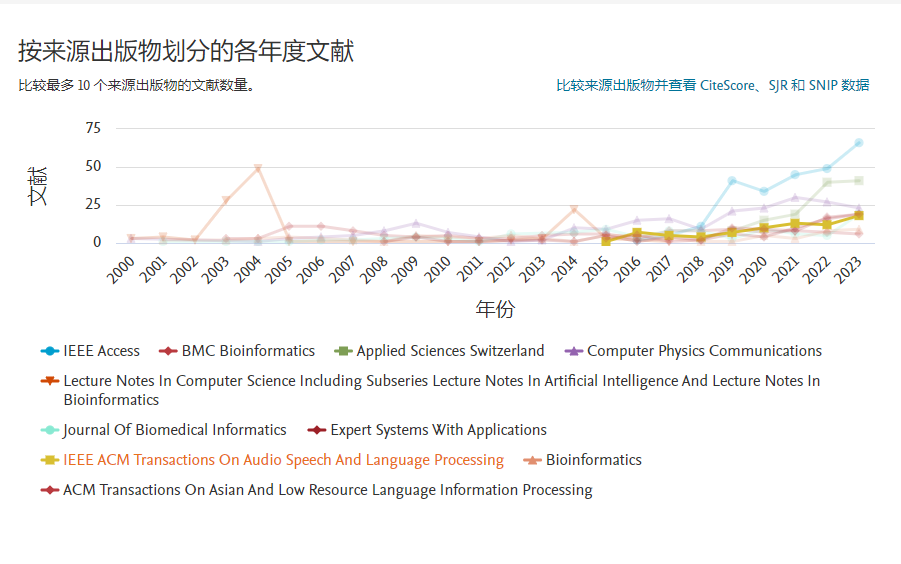 按来源出版物划分的各年度文献
比较最多 10 个来源出版物的文献数量。
比较来源出版物并查看 CiteScore、SJR 和 SNIP 数据
75
50
25
0
文献
2000 2001 2002 2003 2004 2005 2006 2007 2008 2009 2010 2011 2012 2013 2014 2015 2016 2017 2018 2019 2020 2021 2022 2023
年份
IEEE Access BMC Bioinformatics Applied Sciences Switzerland Computer Physics Communications
Lecture Notes In Computer Science Including Subseries Lecture Notes In Artificial Intelligence And Lecture Notes In
Bioinformatics
Journal Of Biomedical Informatics Expert Systems With Applications
IEEE ACM Transactions On Audio Speech And Language Processing Bioinformatics
ACM Transactions On Asian And Low Resource Language Information Processing